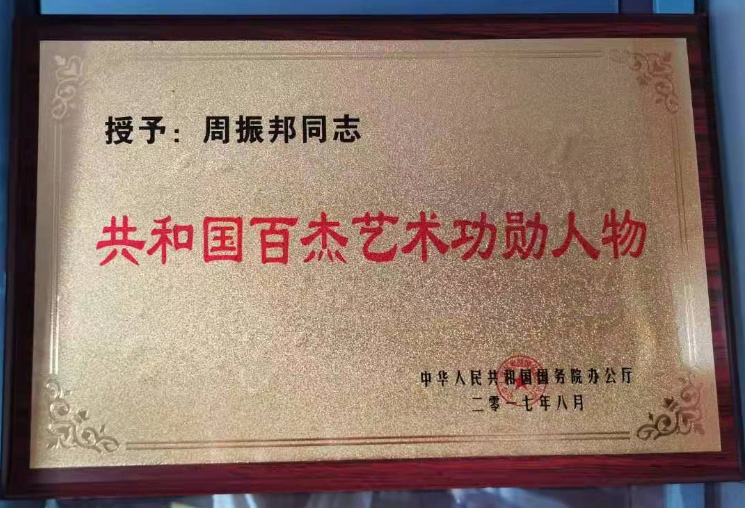 授予：周振邦同志
共和国百杰艺术功勋人物
中华人民共和国国务院办公厅
二零一七年八月